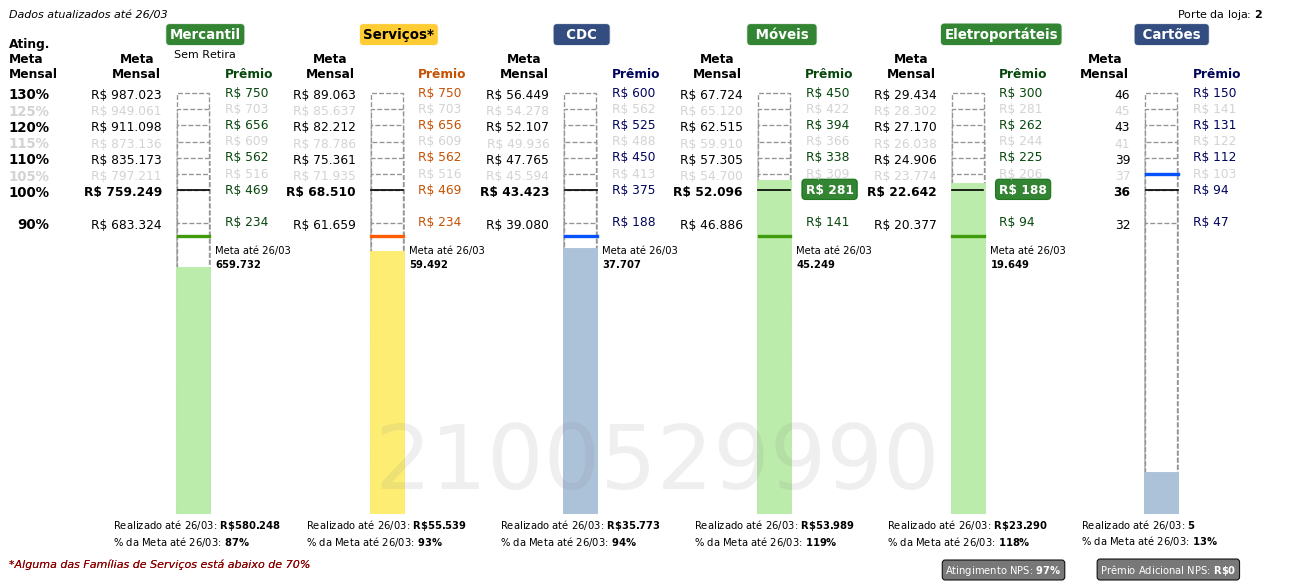 Dados atualizados até 26/03 Porte da loja: 2
Mercantil Serviços* CDC Móveis Eletroportáteis Cartões
Sem Retira
Ating. Meta Mensal Meta Mensal Prêmio Meta Mensal Prêmio Meta Mensal Prêmio Meta Mensal Prêmio Meta Mensal Prêmio Meta Mensal Prêmio
130% R$ 987.023 R$ 750 R$ 89.063 R$ 750 R$ 56.449 R$ 600 R$ 67.724 R$ 450 R$ 29.434 R$ 300 46 R$ 150
125% R$ 949.061 R$ 703 R$ 85.637 R$ 703 R$ 54.278 R$ 562 R$ 65.120 R$ 422 R$ 28.302 R$ 281 45 R$ 141
120% R$ 911.098 R$ 656 R$ 82.212 R$ 656 R$ 52.107 R$ 525 R$ 62.515 R$ 394 R$ 27.170 R$ 262 43 R$ 131
115% R$ 873.136 R$ 609 R$ 78.786 R$ 609 R$ 49.936 R$ 488 R$ 59.910 R$ 366 R$ 26.038 R$ 244 41 R$ 122
110% R$ 835.173 R$ 562 R$ 75.361 R$ 562 R$ 47.765 R$ 450 R$ 57.305 R$ 338 R$ 24.906 R$ 225 39 R$ 112
105% R$ 797.211 R$ 516 R$ 71.935 R$ 516 R$ 45.594 R$ 413 R$ 54.700 R$ 309 R$ 23.774 R$ 206 37 R$ 103
100% R$ 759.249 R$ 469 R$ 68.510 R$ 469 R$ 43.423 R$ 375 R$ 52.096 R$ 281 R$ 22.642 R$ 188 36 R$ 94
90% R$ 683.324 R$ 234 R$ 61.659 R$ 234 R$ 39.080 R$ 188 R$ 46.886 R$ 141 R$ 20.377 R$ 94 32 R$ 47
Meta até 26/03 Meta até 26/03 Meta até 26/03 Meta até 26/03 Meta até 26/03
659.732 59.492 37.707 45.249 19.649
2100529990
Realizado até 26/03: R$580.248 Realizado até 26/03: R$55.539 Realizado até 26/03: R$35.773 Realizado até 26/03: R$53.989 Realizado até 26/03: R$23.290 Realizado até 26/03: 5
% da Meta até 26/03: 87% % da Meta até 26/03: 93% % da Meta até 26/03: 94% % da Meta até 26/03: 119% % da Meta até 26/03: 118% % da Meta até 26/03: 13%
*Alguma das Famílias de Serviços está abaixo de 70% Atingimento NPS: 97% Prêmio Adicional NPS: R$0